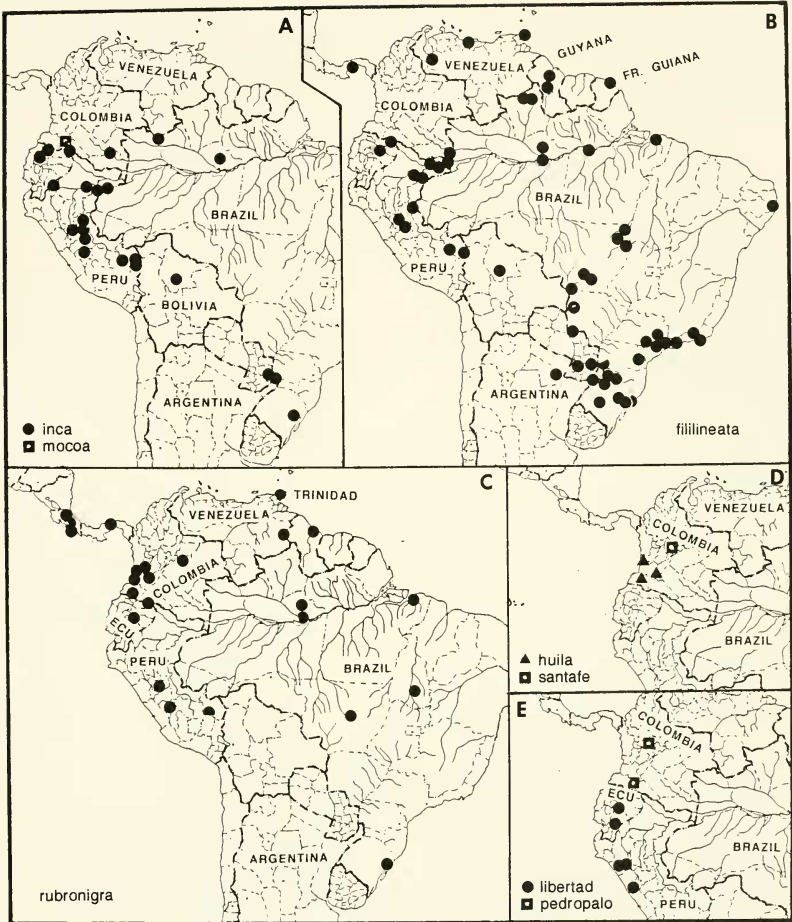 A
VENEZUELA
COLOMBIA
BRAZIL
PERU
BOLIVIA
ARGENTINA
inca
mocoa
B
GUYANA
FR. GUIANA
VENEZUELA
COLOMBIA
BRAZIL
PERU
ARGENTINA
fililineata
C
TRINIDAD
VENEZUELA
COLOMBIA
ECU
PERU
BRAZIL
ARGENTINA
rubronigra
D
VENEZUELA
COLOMBIA
BRAZIL
huila
santafe
E
COLOMBIA
ECU
BRAZIL
PERU
libertad
pedropalo